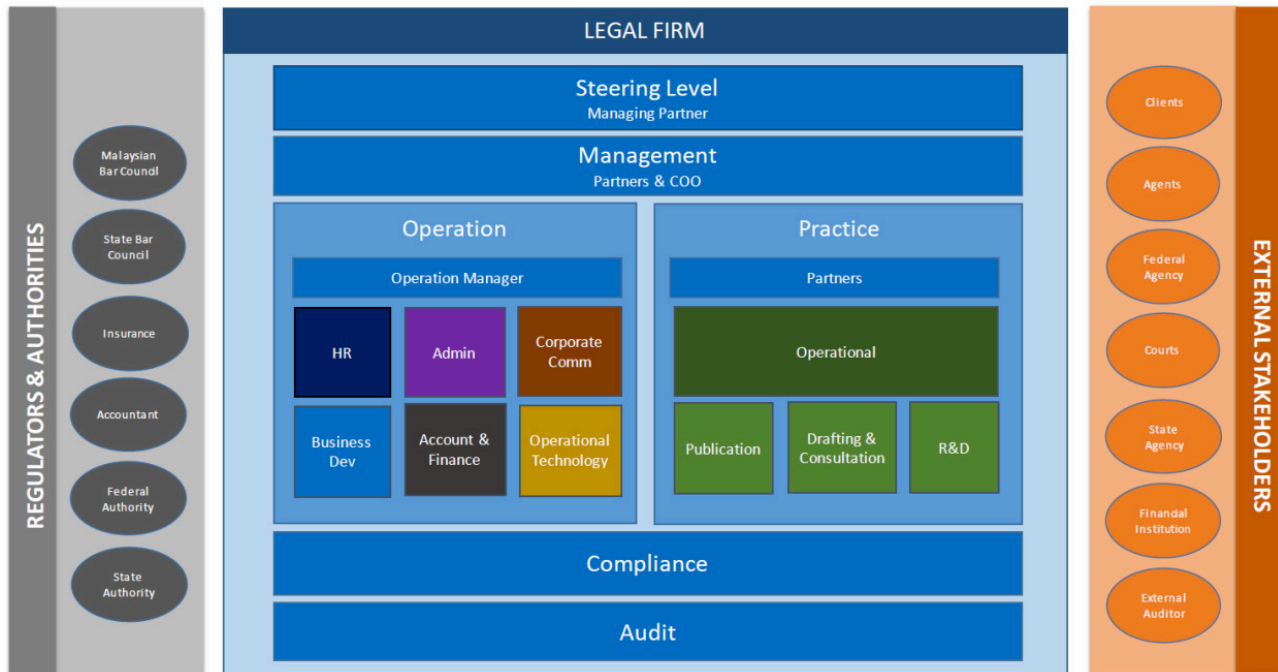 REGULATORS & AUTHORITIES
Malaysian
Bar Council
State Bar
Council
Insurance
Accountant
Federal
Authority
State
Authority
LEGAL FIRM
Steering Level
Managing Partner
Management
Partners & COO
Operation
Operation Manager
HR
Admin
Corporate
Comm
Business
Dev
Account &
Finance
Operational
Technology
Practice
Partners
Operational
Publication
Drafting &
Consultation
R&D
Compliance
Audit
Clients
Agents
Federal
Agency
Courts
State
Agency
Financial
Institution
External
Auditor
EXTERNAL STAKEHOLDERS